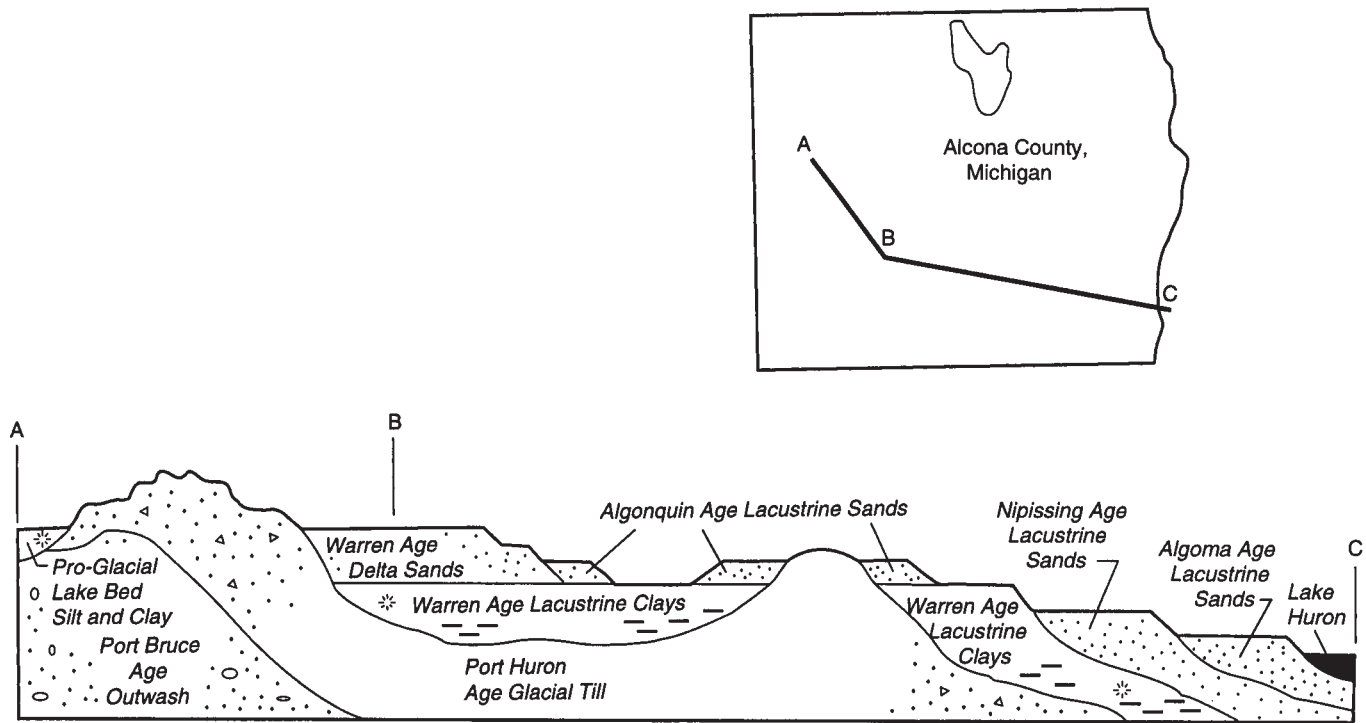 A
Alcona County,
Michigan
B
C
A
B
C
Algonquin Age Lacustrine Sands
Nipissing Age
Lacustrine
Sands
Algoma Age
Lacustrine
Sands
Lake
Huron
Warren Age
Delta Sands
Pro-Glacial
Lake Bed
Silt and Clay
Warren Age Lacustrine Clays
Warren Age
Lacustrine
Clays
Port Bruce
Age
Outwash
Port Huron
Age Glacial Till